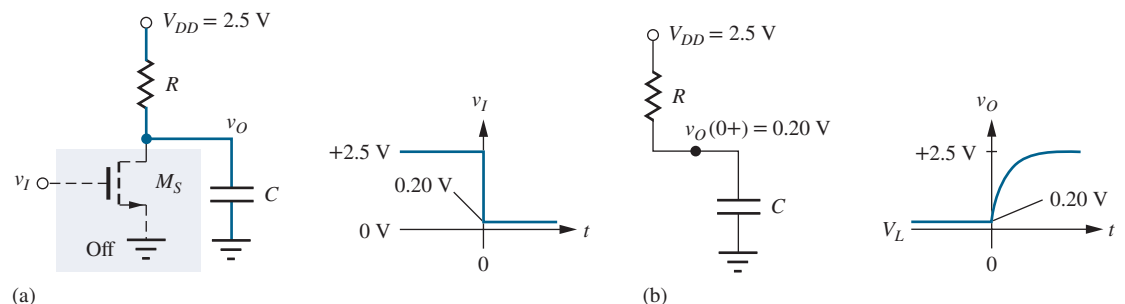 V_DD = 2.5 V
R
v_O
v_I
M_S
C
Off
(a)
v_I
+2.5 V
0.20 V
0 V
t
0
V_DD = 2.5 V
R
v_O(0+) = 0.20 V
C
(b)
v_O
+2.5 V
0.20 V
V_L
t
0